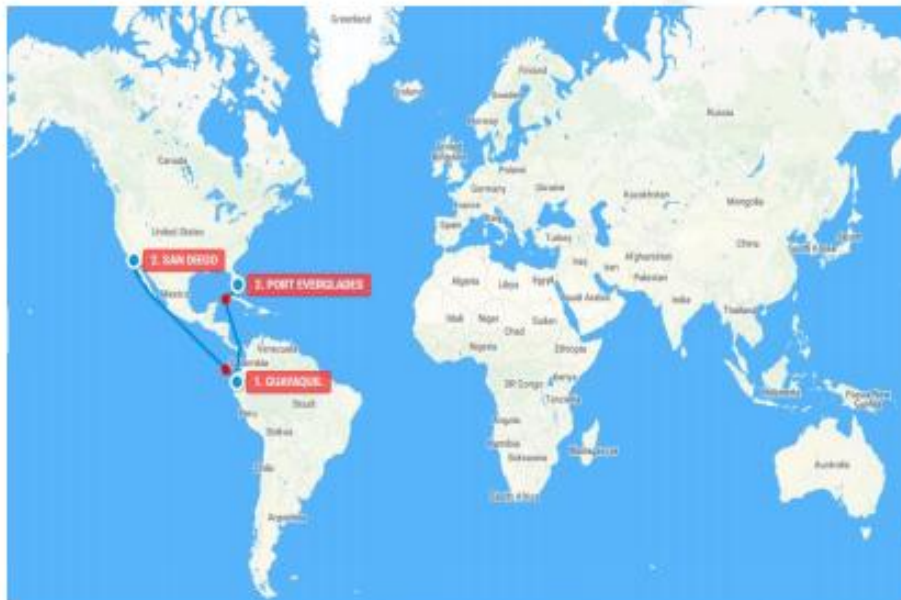 Greenland
Iceland
Finland
Sweden
Norway
Russia
Canada
United Kingdom
Poland
Germany
Ukraine
Kazakhstan
Mongolia
France
Italy
Spain
Turkey
United States
China
South Korea
Japan
2. SAN DIEGO
Iraq
Iran
Afghanistan
Pakistan
3. PORT EVERGLADES
Algeria
Libya
Egypt
Saudi Arabia
India
Mexico
Mali
Niger
Chad
Sudan
Thailand
Nigeria
Ethiopia
Venezuela
Colombia
1. GUAYAQUIL
DR Congo
Kenya
Tanzania
Indonesia
Papua New Guinea
Peru
Brazil
Angola
Bolivia
Namibia
Botswana
Madagascar
Australia
Chile
South Africa
Argentina